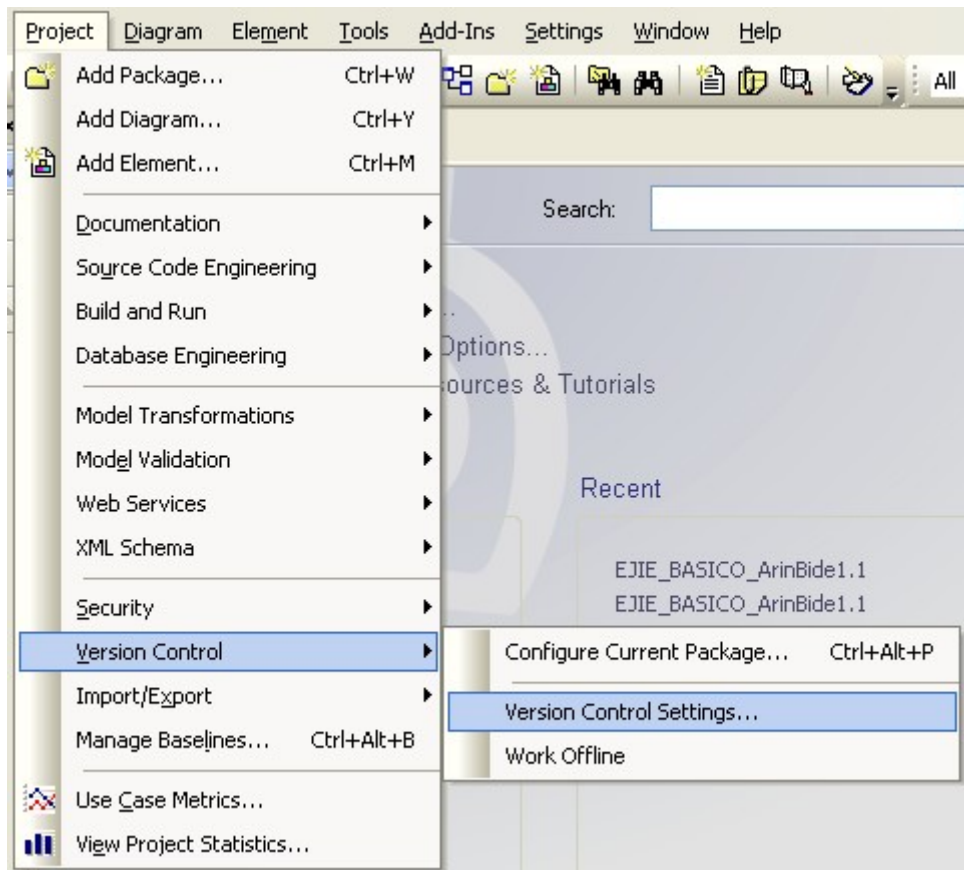 Project Diagram Element Tools Add-Ins Settings Window Help
Add Package... Ctrl+W
All
Add Diagram... Ctrl+Y
Add Element... Ctrl+M
Search:
Documentation
Source Code Engineering
Build and Run
..
Database Engineering
Options...
ources & Tutorials
Model Transformations
Model Validation
Recent
Web Services
XML Schema
EJIE_BASICO_ArinBide1.1
EJIE_BASICO_ArinBide1.1
Security
Version Control
Configure Current Package... Ctrl+Alt+P
Import/Export
Version Control Settings...
Manage Baselines... Ctrl+Alt+B
Work Offline
Use Case Metrics...
View Project Statistics...